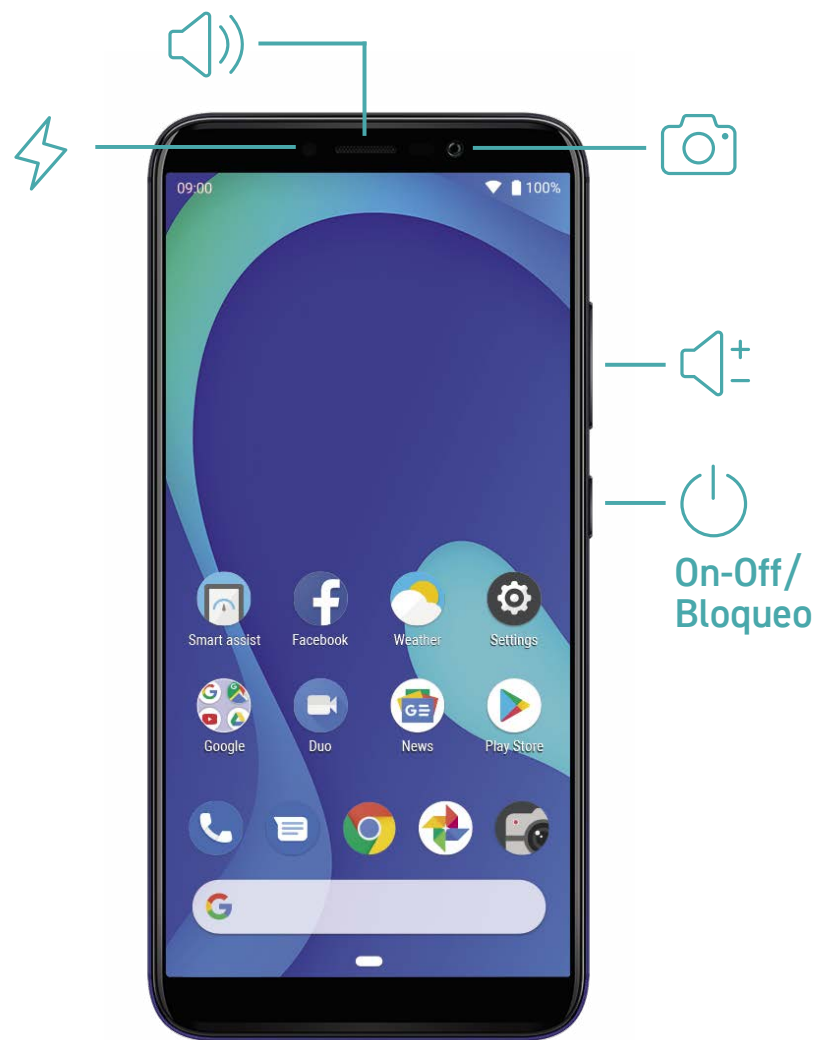 09:00 100%
On-Off/
Bloqueo
Smart assist Facebook Weather Settings
Google Duo News Play Store